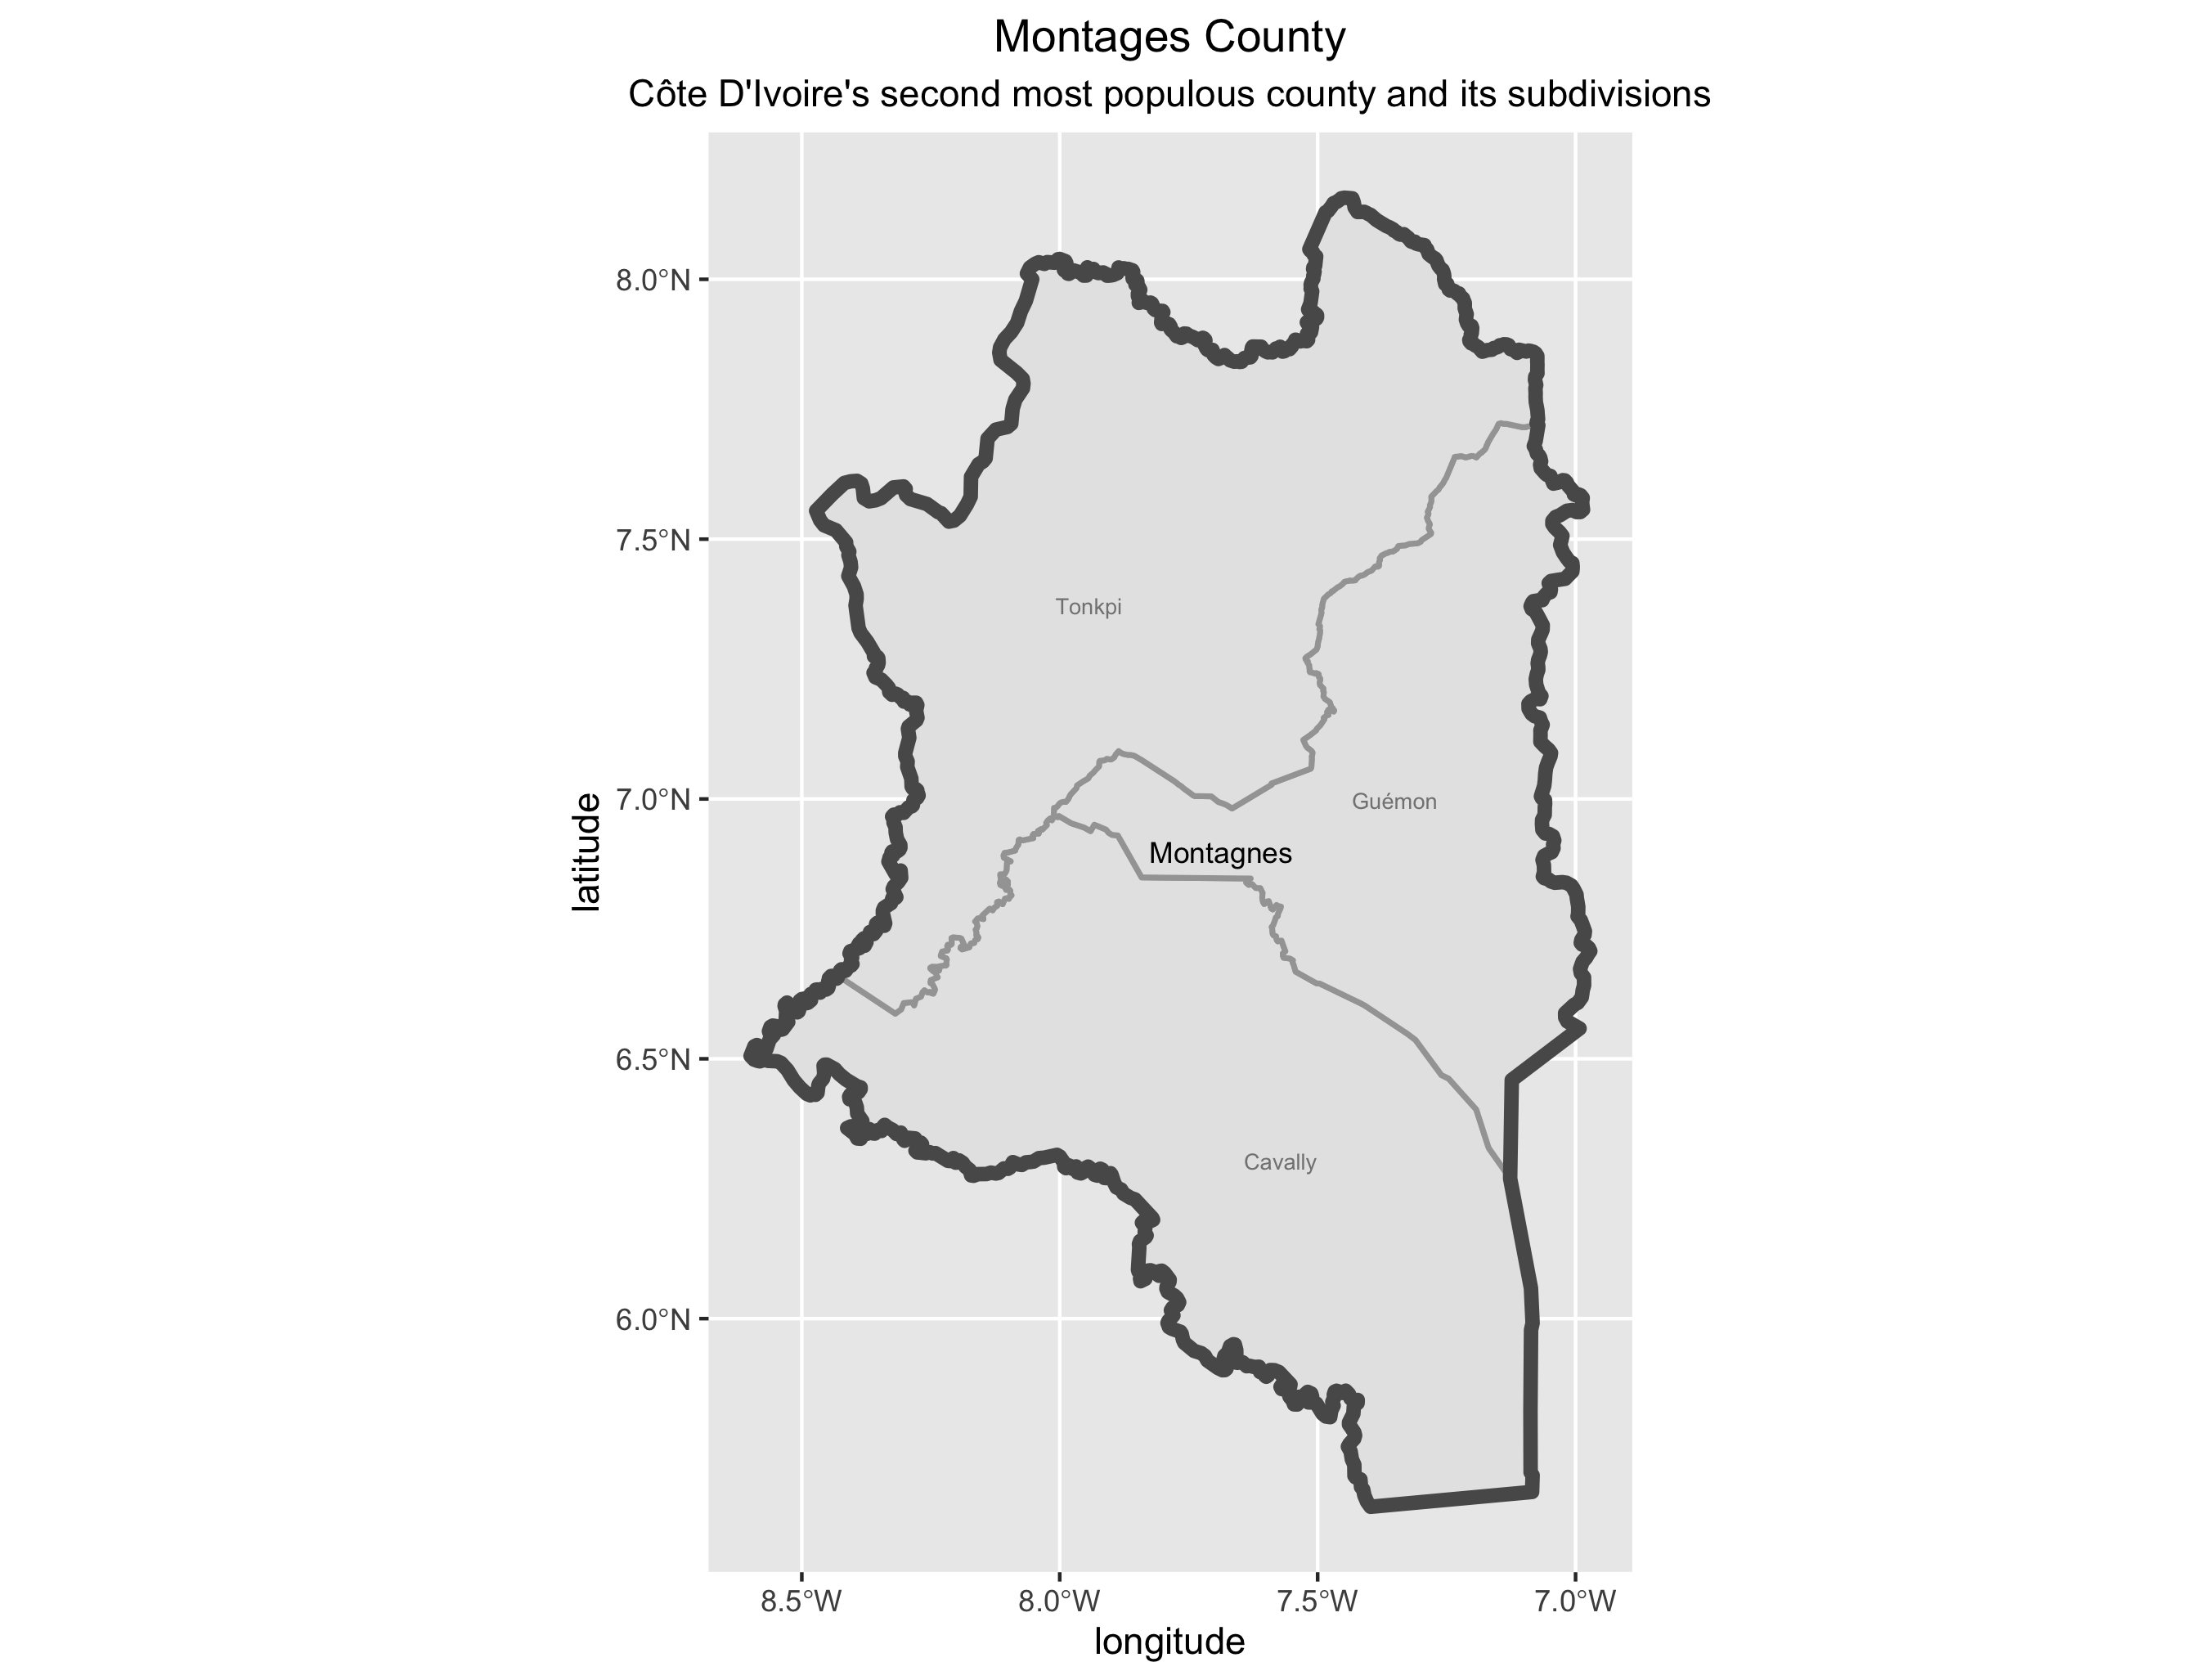 Montages County
Côte D'Ivoire's second most populous county and its subdivisions
8.0°N
7.5°N
Tonkpi
7.0°N
Guémon
latitude
Montagnes
6.5°N
Cavally
6.0°N
8.5°W 8.0°W 7.5°W 7.0°W
longitude